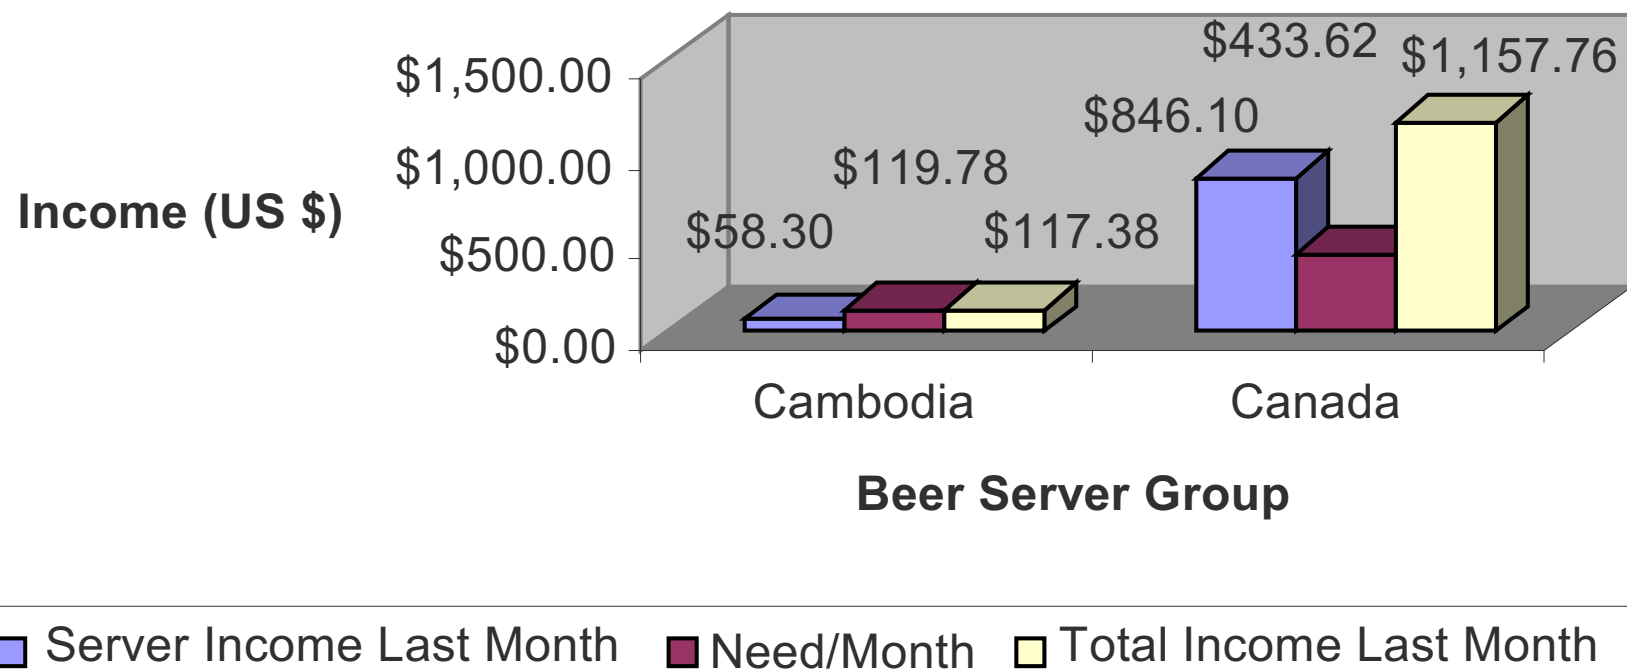 $433.62
$1,157.76
$1,500.00
$846.10
$1,000.00
$119.78
Income (US $)
$58.30
$117.38
$500.00
$0.00
Cambodia
Canada
Beer Server Group
Server Income Last Month
Need/Month
Total Income Last Month